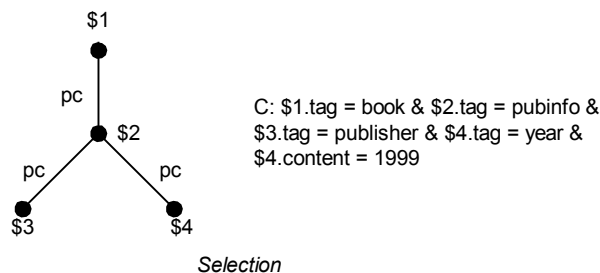 $1
pc
C: $1.tag = book & $2.tag = pubinfo &
$2
$3.tag = publisher & $4.tag = year &
$4.content = 1999
pc
pc
$3
$4
Selection